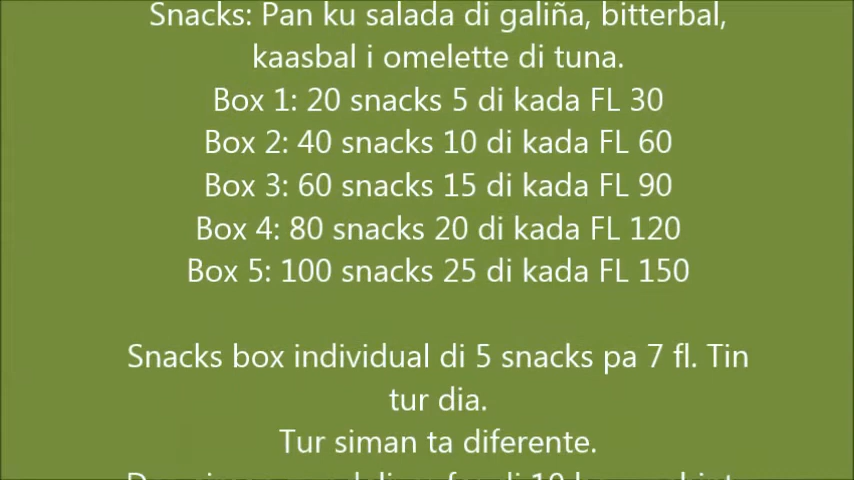 Snacks: Pan ku salada di galiña, bitterbal,
kaasbal i omelette di tuna.
Box 1: 20 snacks 5 di kada FL 30
Box 2: 40 snacks 10 di kada FL 60
Box 3: 60 snacks 15 di kada FL 90
Box 4: 80 snacks 20 di kada FL 120
Box 5: 100 snacks 25 di kada FL 150
Snacks box individual di 5 snacks pa 7 fl. Tin
tur dia.
Tur siman ta diferente.